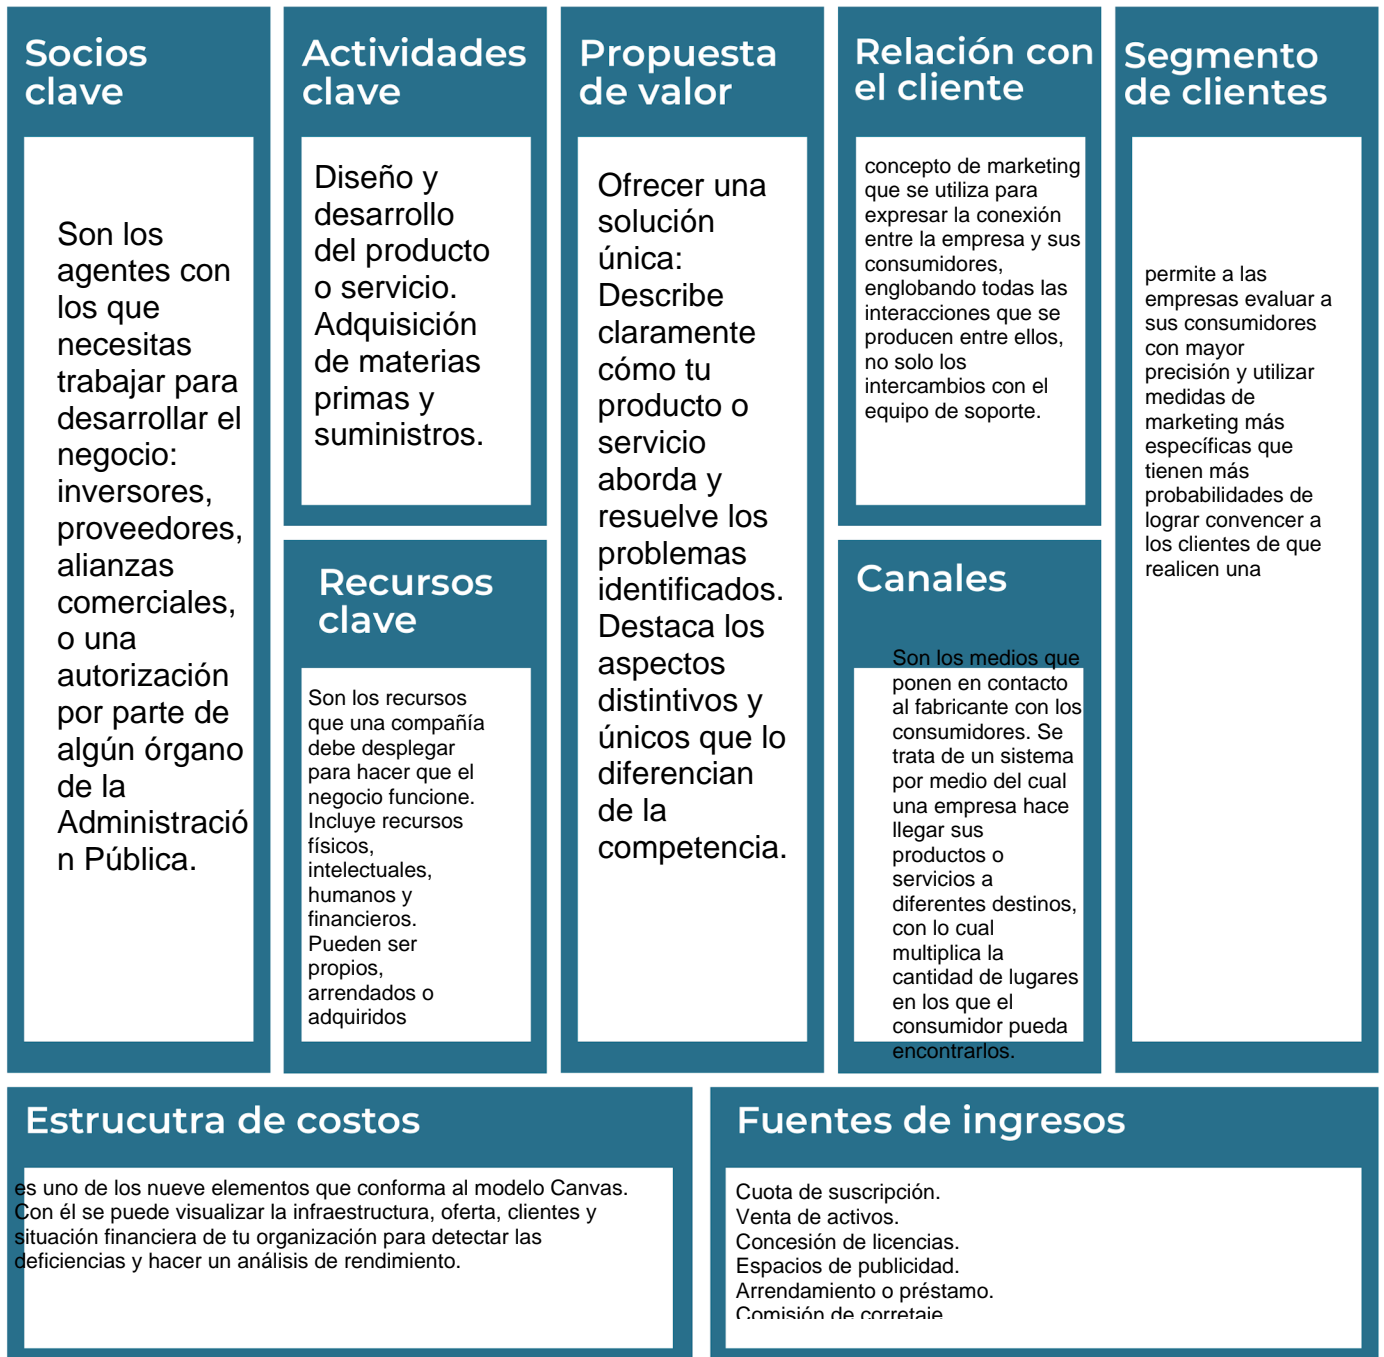 Socios
clave
Son los
agentes con
los que
necesitas
trabajar para
desarrollar el
negocio:
inversores,
proveedores,
alianzas
comerciales,
o una
autorización
por parte de
algún órgano
de la
Administració
n Pública.
Actividades
clave
Diseño y
desarrollo
del producto
o servicio.
Adquisición
de materias
primas y
suministros.
Recursos
clave
Son los recursos
que una compañía
debe desplegar
para hacer que el
negocio funcione.
Incluye recursos
físicos,
intelectuales,
humanos y
financieros.
Pueden ser
propios,
arrendados o
adquiridos
Propuesta
de valor
Ofrecer una
solución
única:
Describe
claramente
cómo tu
producto o
servicio
aborda y
resuelve los
problemas
identificados.
Destaca los
aspectos
distintivos y
únicos que lo
diferencian
de la
competencia.
Relación con
el cliente
concepto de marketing
que se utiliza para
expresar la conexión
entre la empresa y sus
consumidores,
englobando todas las
interacciones que se
producen entre ellos,
no solo los
intercambios con el
equipo de soporte.
Canales
Son los medios que
ponen en contacto
al fabricante con los
consumidores. Se
trata de un sistema
por medio del cual
una empresa hace
llegar sus
productos o
servicios a
diferentes destinos,
con lo cual
multiplica la
cantidad de lugares
en los que el
consumidor pueda
encontrarlos.
Segmento
de clientes
permite a las
empresas evaluar a
sus consumidores
con mayor
precisión y utilizar
medidas de
marketing más
específicas que
tienen más
probabilidades de
lograr convencer a
los clientes de que
realicen una
Estrucutra de costos
es uno de los nueve elementos que conforma al modelo Canvas.
Con él se puede visualizar la infraestructura, oferta, clientes y
situación financiera de tu organización para detectar las
deficiencias y hacer un análisis de rendimiento.
Fuentes de ingresos
Cuota de suscripción.
Venta de activos.
Concesión de licencias.
Espacios de publicidad.
Arrendamiento o préstamo.
Comisión de corretaje